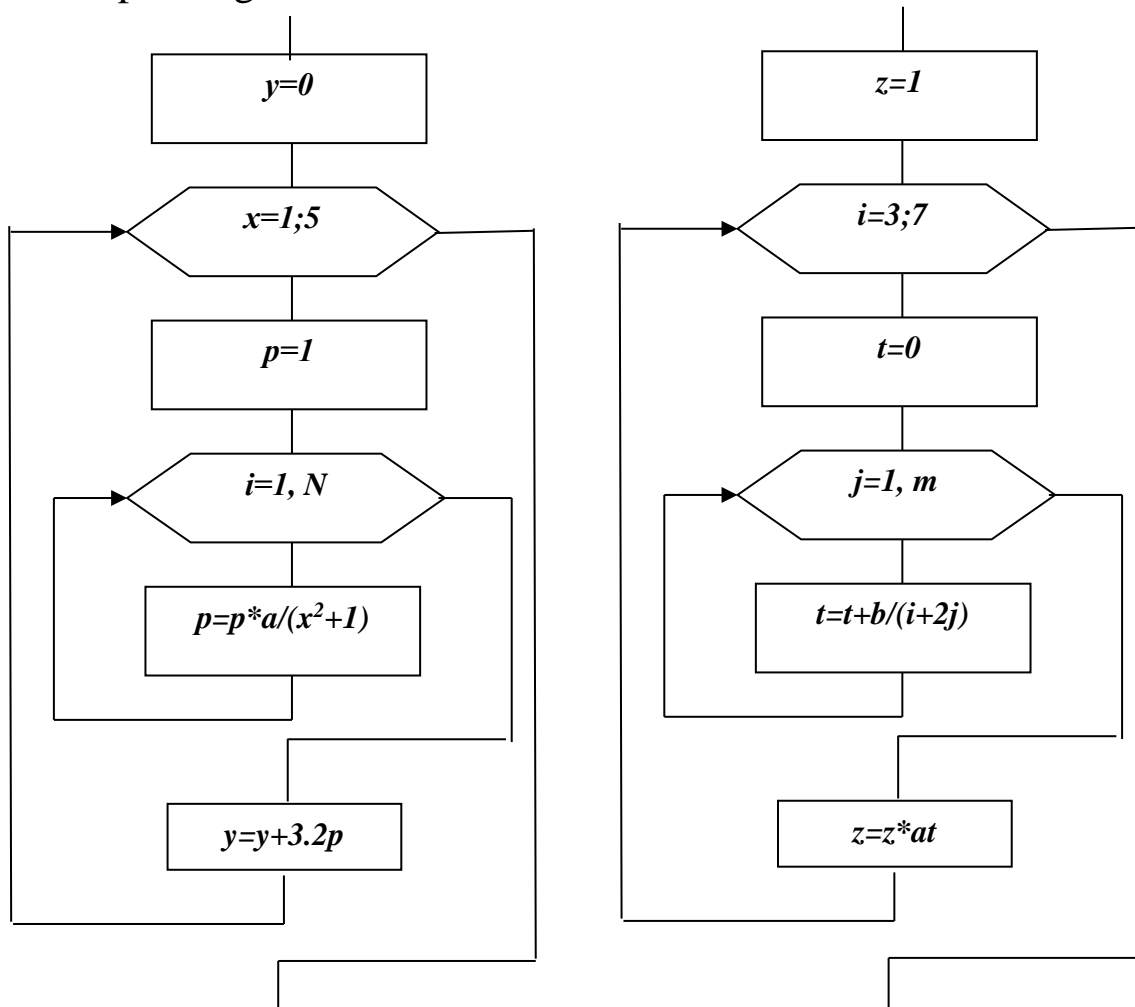 y=0
x=1;5
p=1
i=1, N
p=p*a/(x²+1)
y=y+3.2p
z=1
i=3;7
t=0
j=1, m
t=t+b/(i+2j)
z=z*at